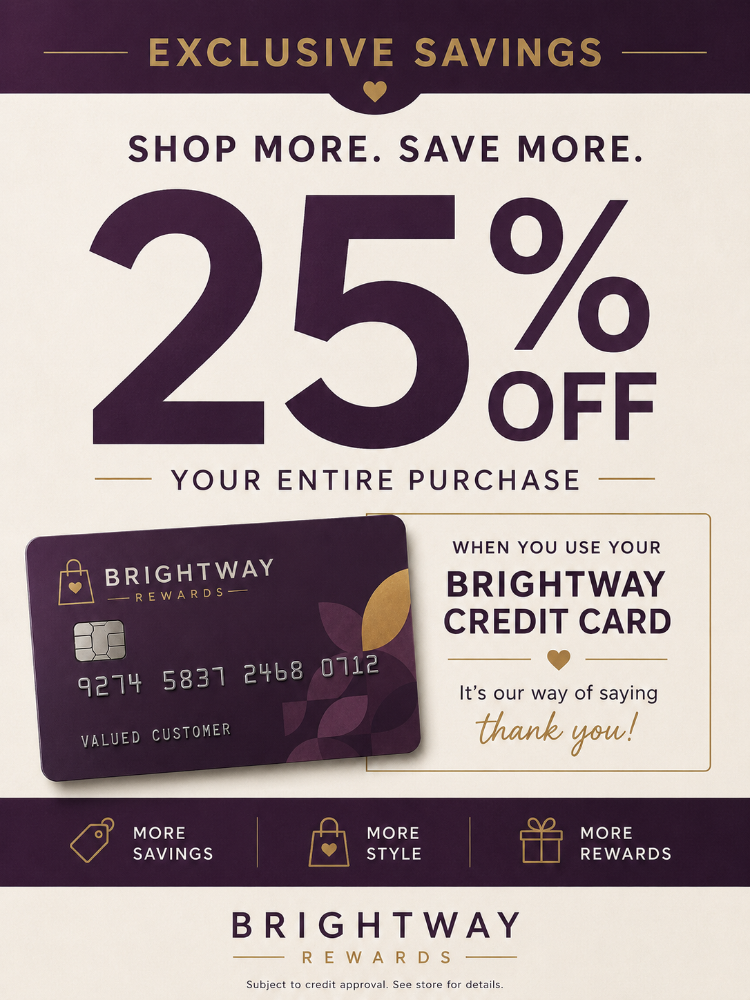 EXCLUSIVE SAVINGS
SHOP MORE. SAVE MORE.
25%
OFF
YOUR ENTIRE PURCHASE
BRIGHTWAY
REWARDS
9274 5837 2468 0712
VALUED CUSTOMER
WHEN YOU USE YOUR
BRIGHTWAY
CREDIT CARD
It's our way of saying
thank you!
MORE
SAVINGS
MORE
STYLE
MORE
REWARDS
BRIGHTWAY
REWARDS
Subject to credit approval. See store for details.